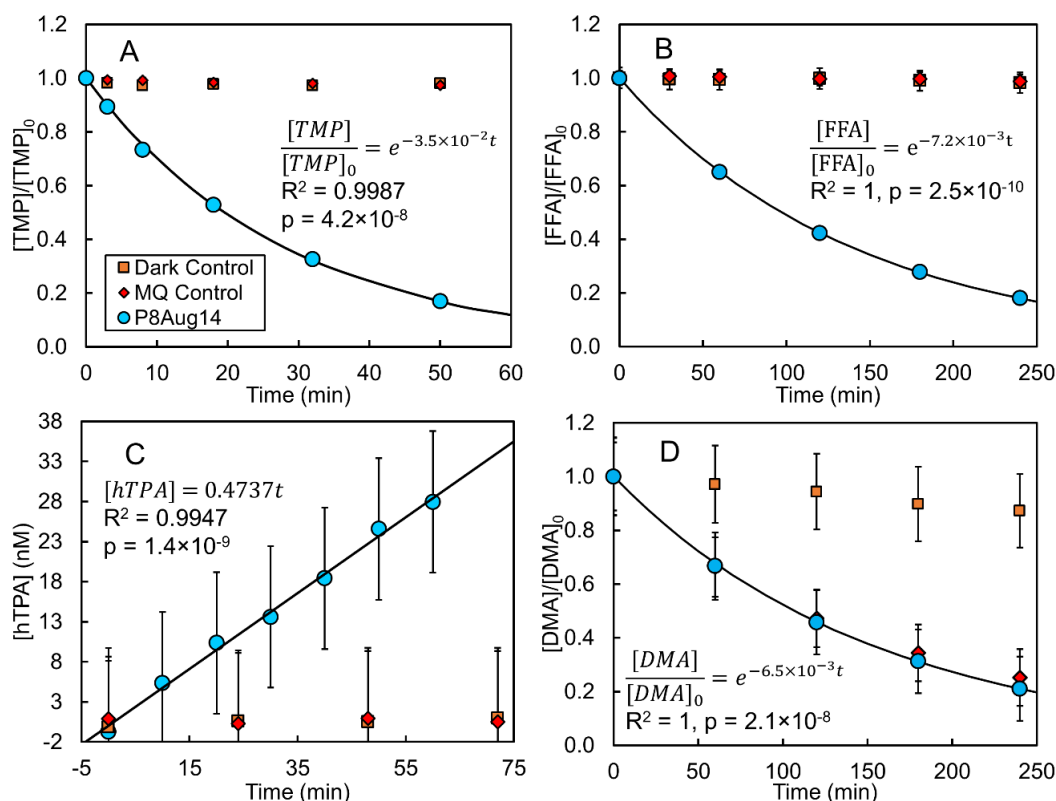 A
[TMP]/[TMP]₀
1.2
1.0
0.8
0.6
0.4
0.2
0.0
[TMP]/[TMP]₀ = e^(-3.5×10⁻²t)
R² = 0.9987
p = 4.2×10⁻⁸
Dark Control
MQ Control
P8Aug14
0 10 20 30 40 50 60
Time (min)
B
[FFA]/[FFA]₀
1.2
1.0
0.8
0.6
0.4
0.2
0.0
[FFA]/[FFA]₀ = e^(-7.2×10⁻³t)
R² = 1, p = 2.5×10⁻¹⁰
0 50 100 150 200 250
Time (min)
C
[hTPA] (nM)
38
33
28
23
18
13
8
3
-2
[hTPA] = 0.4737t
R² = 0.9947
p = 1.4×10⁻⁹
-5 15 35 55 75
Time (min)
D
[DMA]/[DMA]₀
1.2
1.0
0.8
0.6
0.4
0.2
0.0
[DMA]/[DMA]₀ = e^(-6.5×10⁻³t)
R² = 1, p = 2.1×10⁻⁸
0 50 100 150 200 250
Time (min)